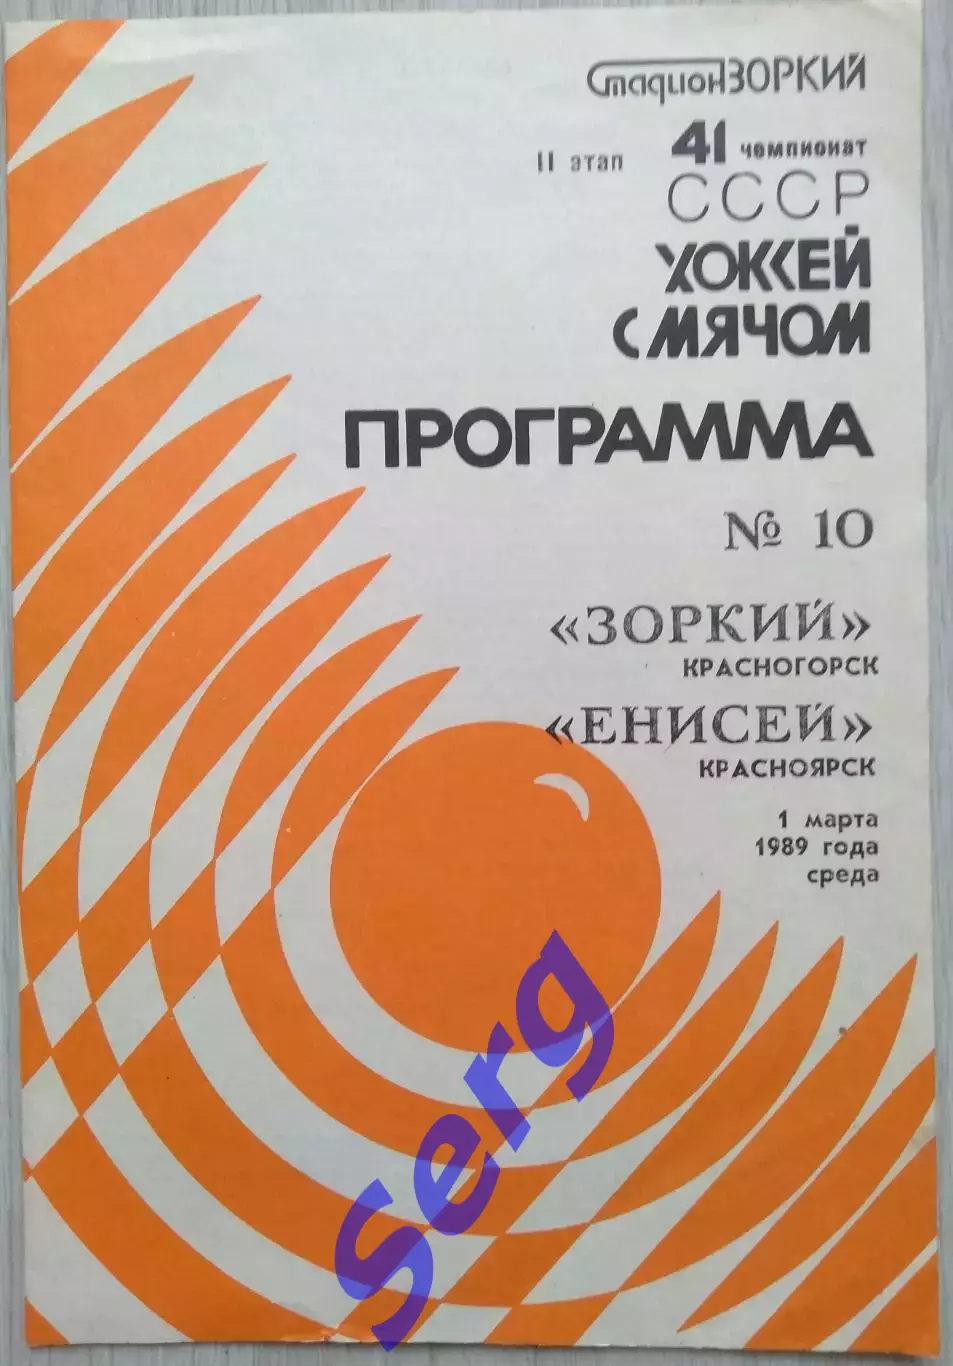 Стадион ЗОРКИЙ
II этап 41 чемпионат
СССР
ХОККЕЙ
С МЯЧОМ
ПРОГРАММА
№ 10
«ЗОРКИЙ»
КРАСНОГОРСК
«ЕНИСЕЙ»
КРАСНОЯРСК
1 марта
1989 года
среда
Serg